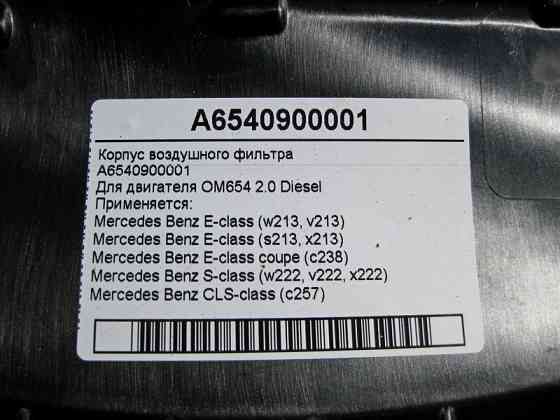 A6540900001
Корпус воздушного фильтра
A6540900001
Для двигателя OM654 2.0 Diesel
Применяется:
Mercedes Benz E-class (w213, v213)
Mercedes Benz E-class (s213, x213)
Mercedes Benz E-class coupe (c238)
Mercedes Benz S-class (w222, v222, x222)
Mercedes Benz CLS-class (c257)